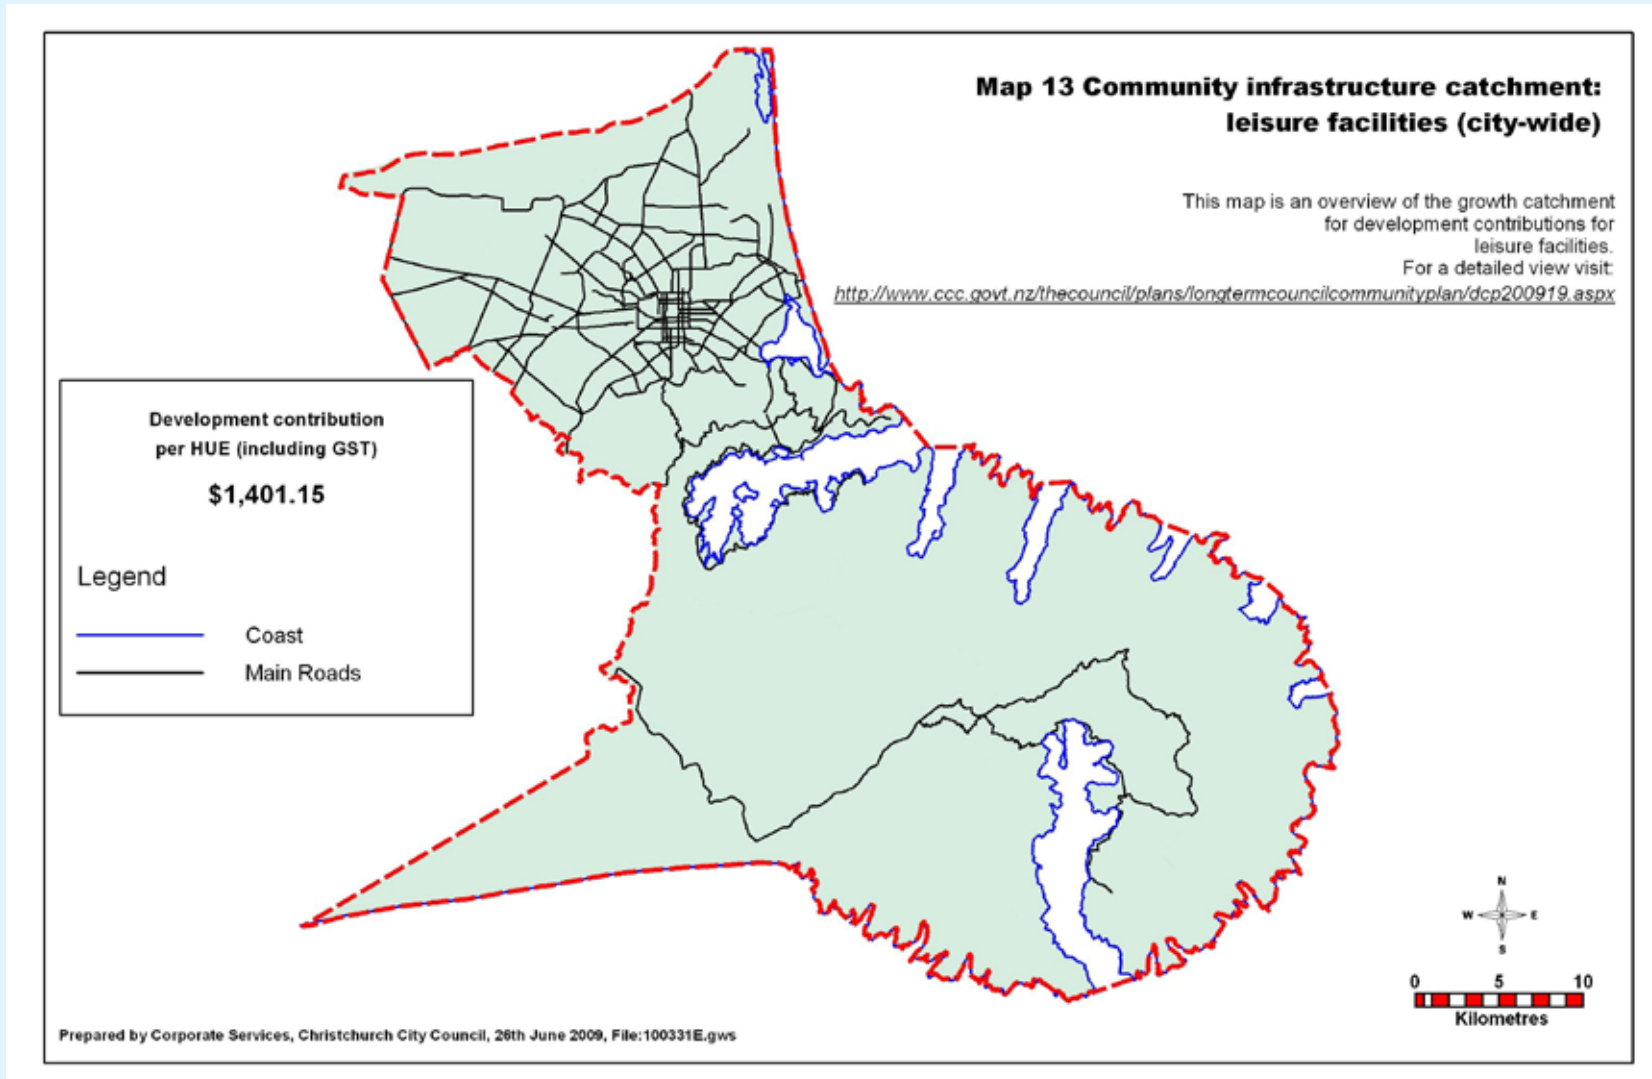 Map 13 Community infrastructure catchment:
leisure facilities (city-wide)
This map is an overview of the growth catchment
for development contributions for
leisure facilities.
For a detailed view visit:
http://www.ccc.govt.nz/thecouncil/plans/longtermcouncilcommunityplan/dcp200919.aspx
Development contribution
per HUE (including GST)
$1,401.15
Legend
Coast
Main Roads
N
W E
S
0 5 10
Kilometres
Prepared by Corporate Services, Christchurch City Council, 26th June 2009, File:100331E.gws